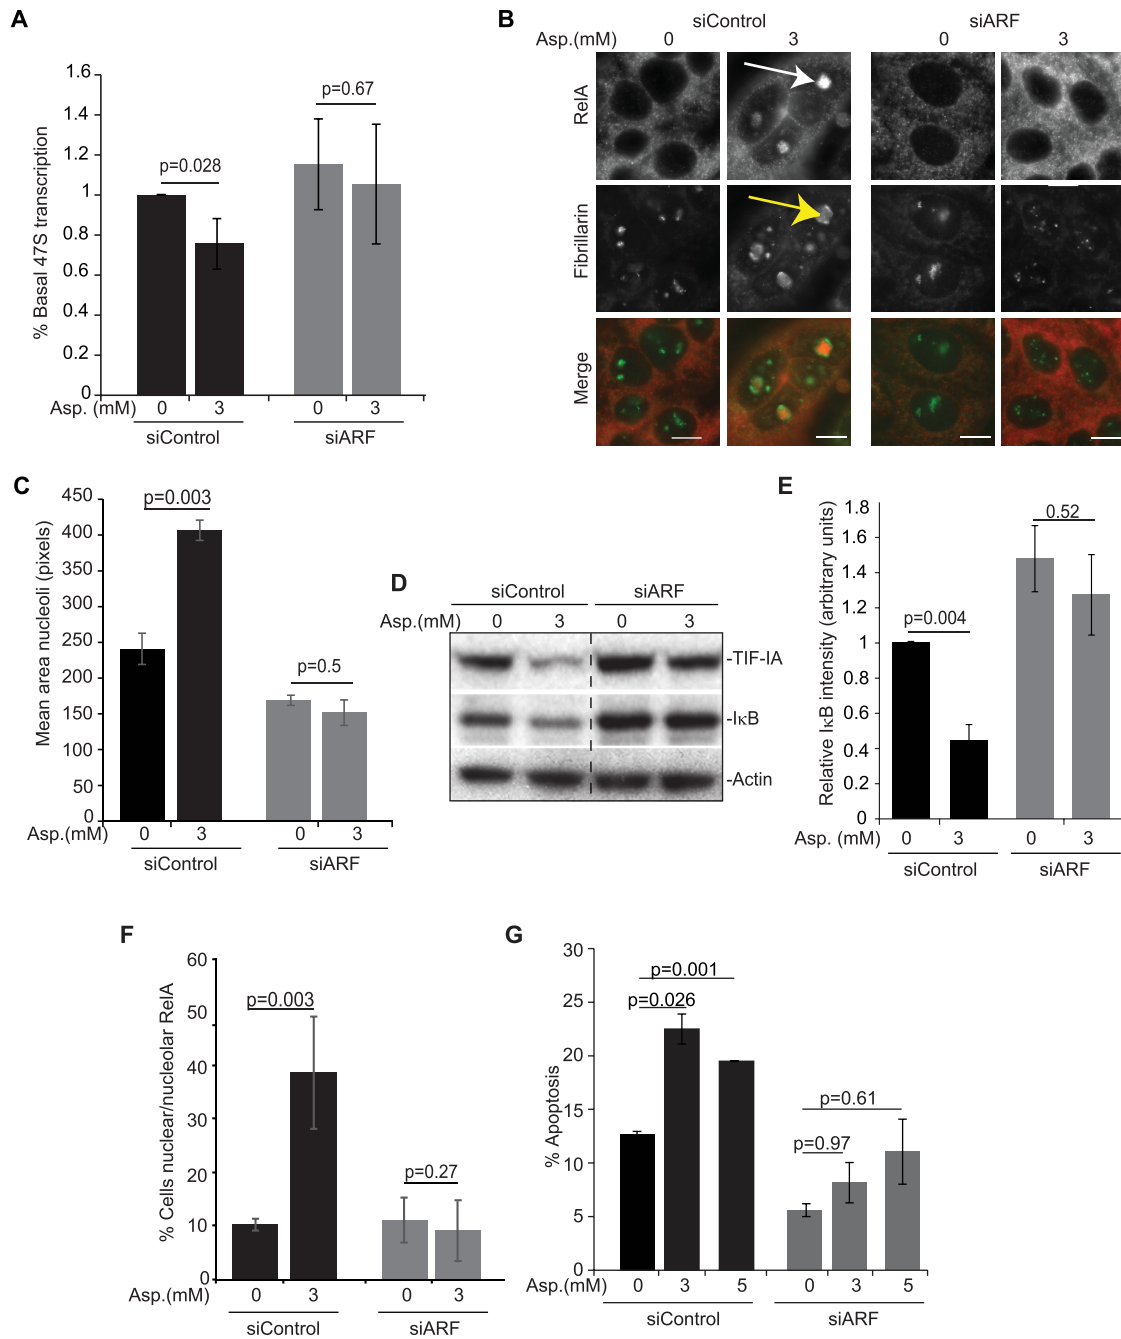 A
% Basal 47S transcription
1.6
1.4
1.2
1
0.8
0.6
0.4
0.2
0
p=0.028
p=0.67
Asp. (mM) 0 3 0 3
siControl siARF
B
siControl siARF
Asp.(mM) 0 3 0 3
RelA
Fibrillarin
Merge
C
Mean area nucleoli (pixels)
450
400
350
300
250
200
150
100
50
0
p=0.003
p=0.5
Asp.(mM) 0 3 0 3
siControl siARF
D
siControl siARF
Asp.(mM) 0 3 0 3
-TIF-IA
-IκB
-Actin
E
Relative IκB intensity (arbitrary units)
1.8
1.6
1.4
1.2
1
0.8
0.6
0.4
0.2
0
p=0.004
0.52
Asp. (mM) 0 3 0 3
siControl siARF
F
% Cells nuclear/nucleolar RelA
60
50
40
30
20
10
0
p=0.003
p=0.27
Asp.(mM) 0 3 0 3
siControl siARF
G
% Apoptosis
30
25
20
15
10
5
0
p=0.001
p=0.026
p=0.61
p=0.97
Asp.(mM) 0 3 5 0 3 5
siControl siARF